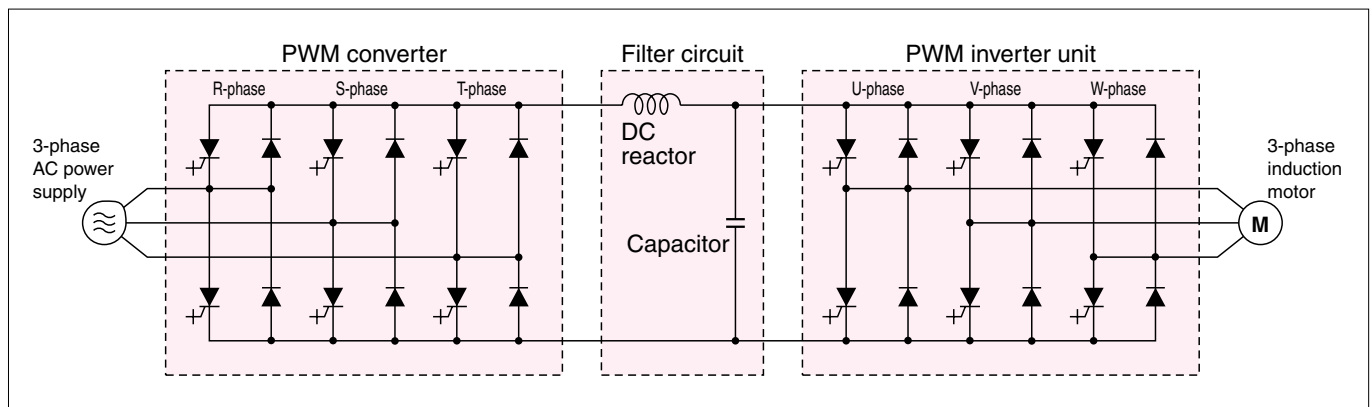 PWM converter
Filter circuit
PWM inverter unit
R-phase
S-phase
T-phase
U-phase
V-phase
W-phase
3-phase
AC power
supply
DC
reactor
Capacitor
3-phase
induction
motor
M